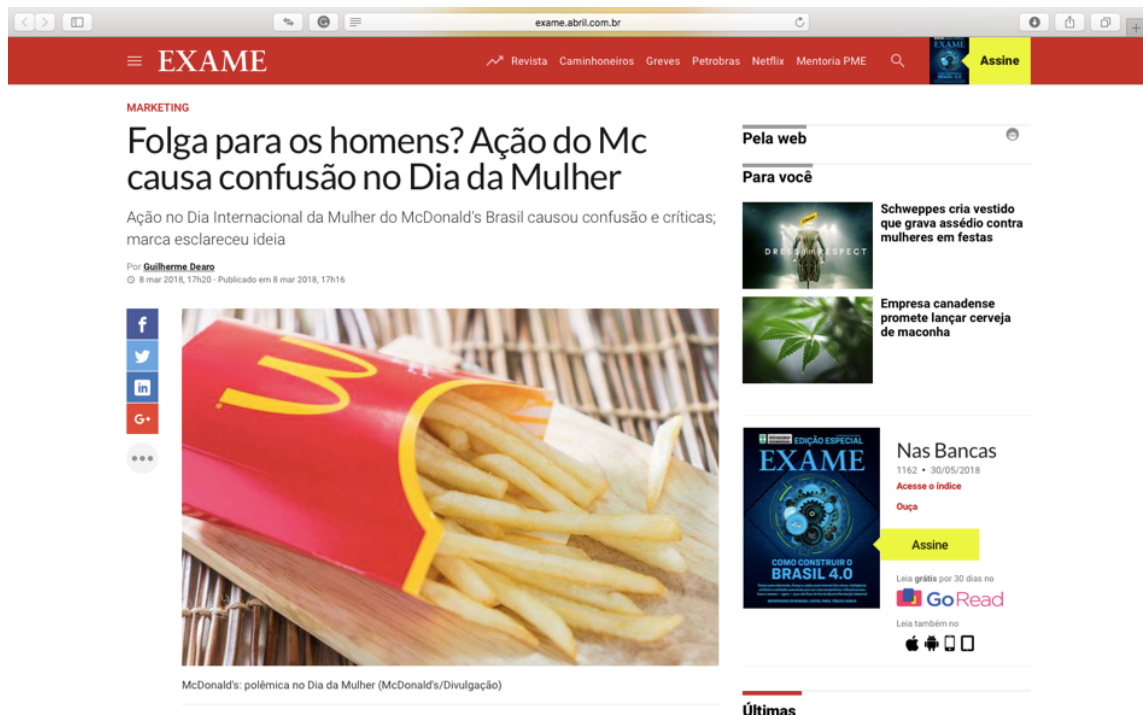 exame.abril.com.br
EXAME
Revista Caminhoneiros Greves Petrobras Netflix Mentoria PME
EXAME
Assine
MARKETING
Folga para os homens? Ação do Mc
causa confusão no Dia da Mulher
Ação no Dia Internacional da Mulher do McDonald's Brasil causou confusão e críticas;
marca esclareceu ideia
Por Guilherme Dearo
8 mar 2018, 17h20 - Publicado em 8 mar 2018, 17h16
f
in
G+
McDonald's: polêmica no Dia da Mulher (McDonald's/Divulgação)
Pela web
Para você
DRESS FOR RESPECT
Schweppes cria vestido
que grava assédio contra
mulheres em festas
Empresa canadense
promete lançar cerveja
de maconha
EDIÇÃO ESPECIAL
EXAME
COMO CONSTRUIR O
BRASIL 4.0
Nas Bancas
1162 • 30/05/2018
Acesse o índice
Ouça
Assine
Leia grátis por 30 dias no
GoRead
Leia também no
Últimas